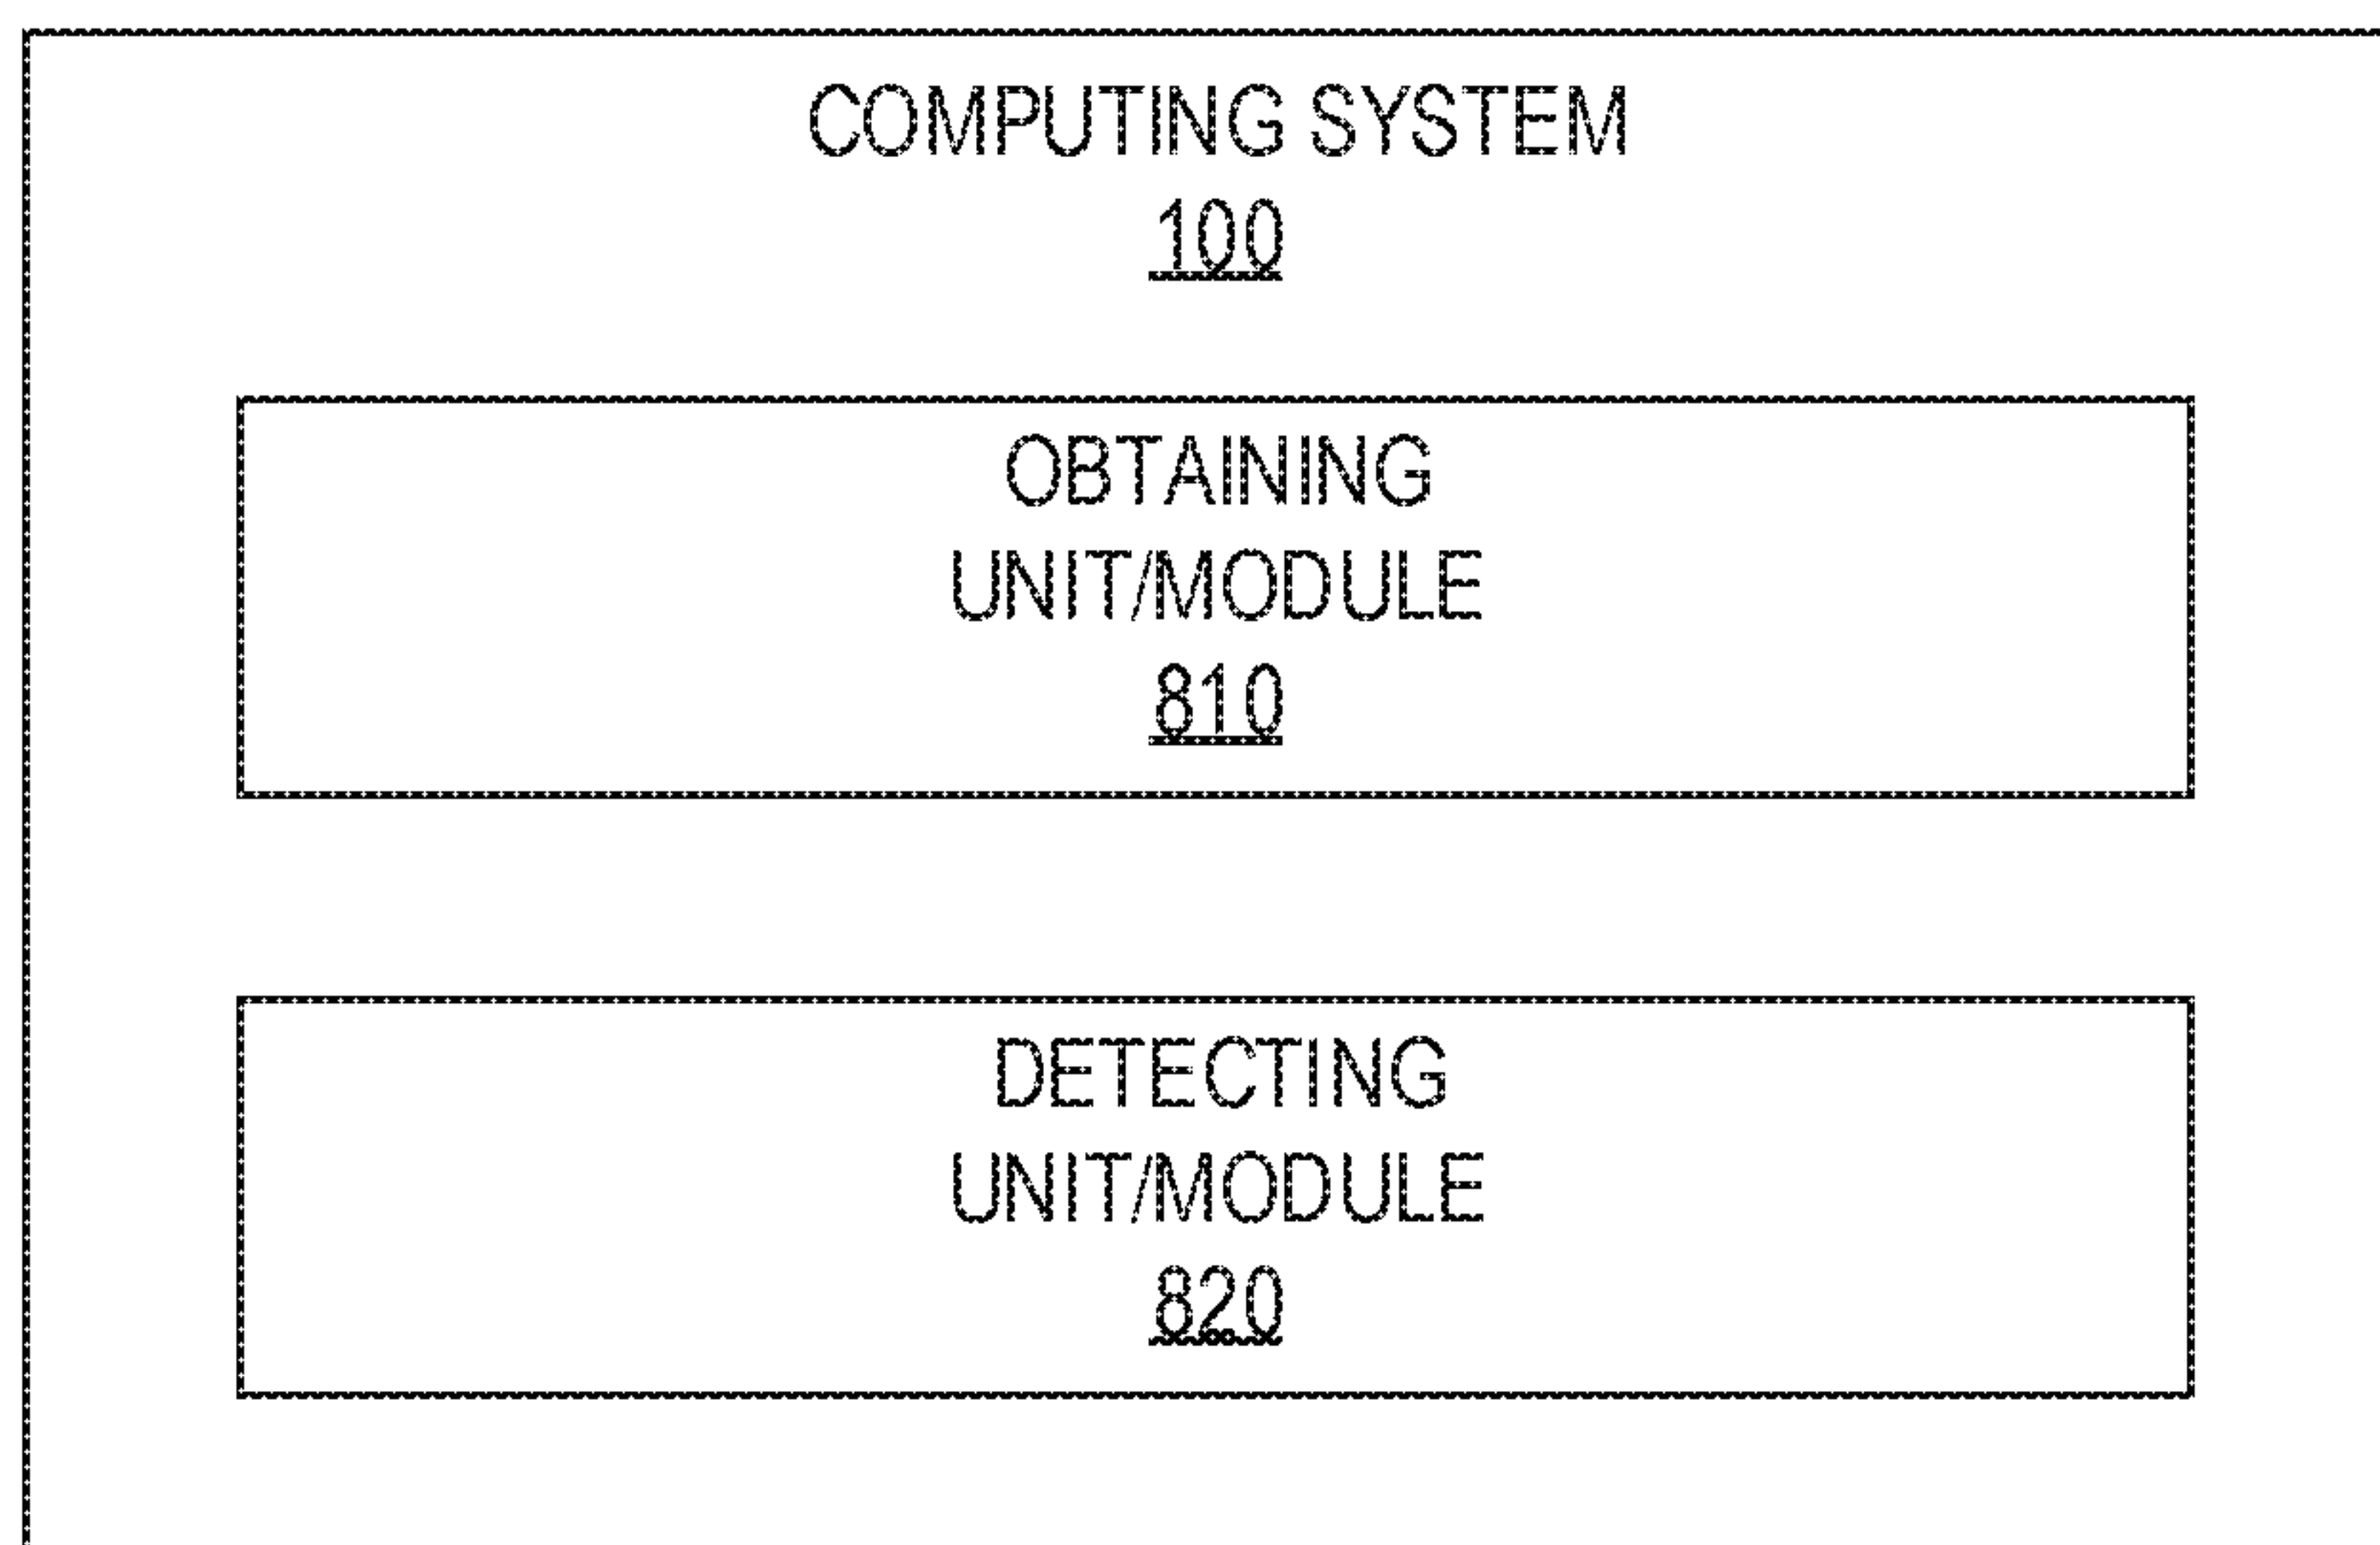 COMPUTING SYSTEM
100
OBTAINING
UNIT/MODULE
810
DETECTING
UNIT/MODULE
820